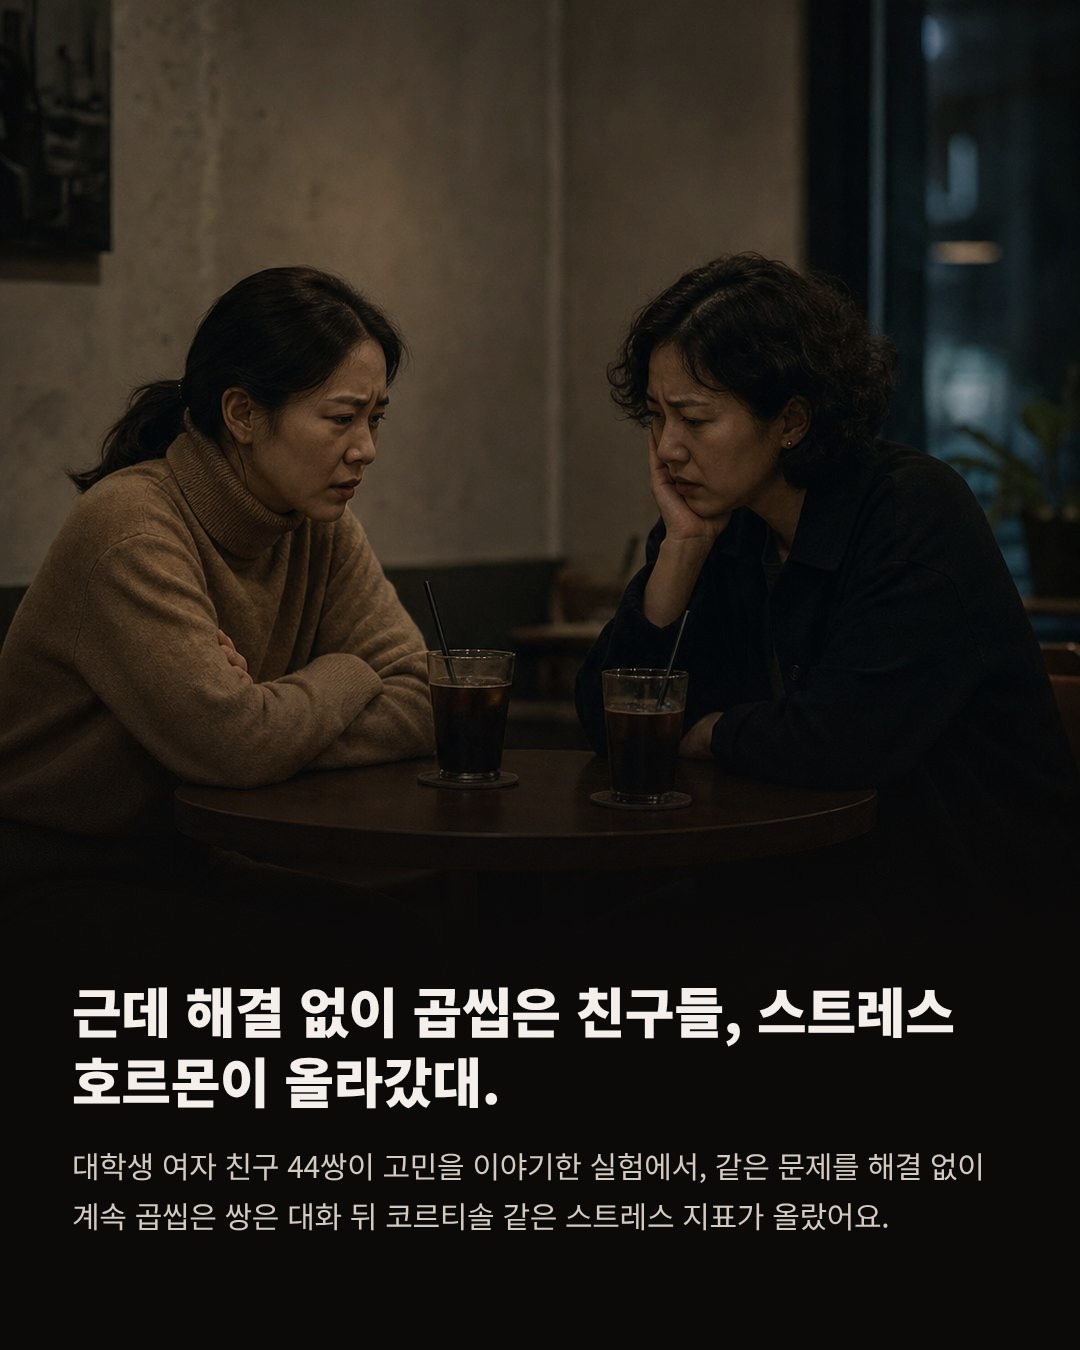 근데 해결 없이 곱씹은 친구들, 스트레스
호르몬이 올라갔대.
대학생 여자 친구 44쌍이 고민을 이야기한 실험에서, 같은 문제를 해결 없이
계속 곱씹은 쌍은 대화 뒤 코르티솔 같은 스트레스 지표가 올랐어요.